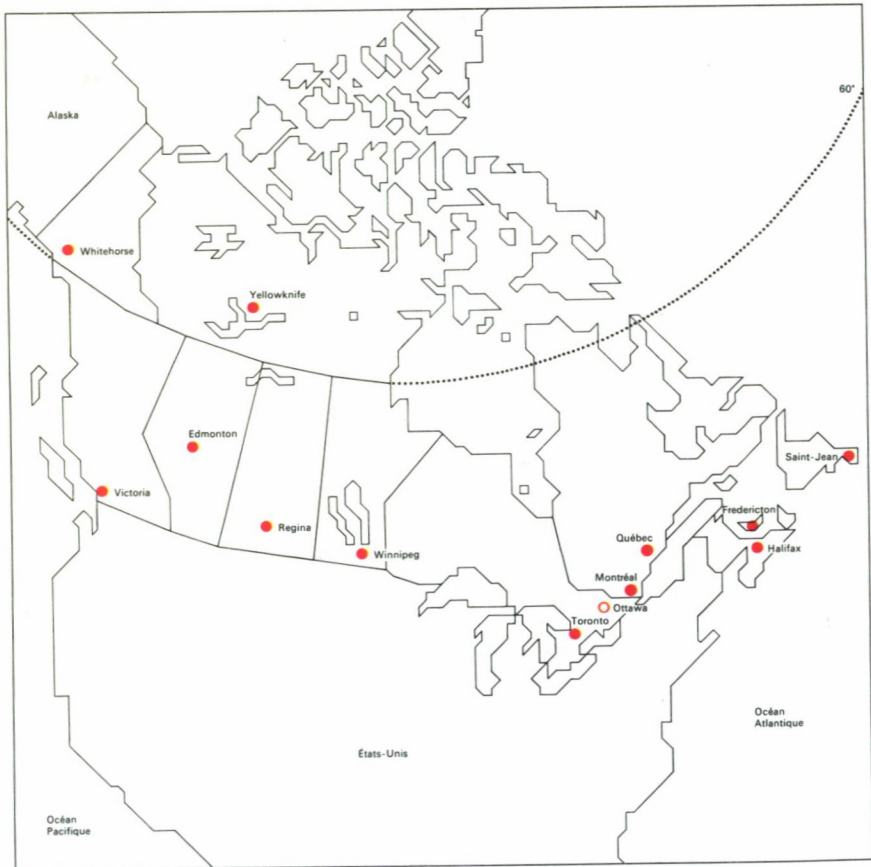 60°
Alaska
Whitehorse
Yellowknife
Edmonton
Saint-Jean
Victoria
Fredericton
Regina
Québec
Halifax
Winnipeg
Montréal
Ottawa
Toronto
Océan
Atlantique
États-Unis
Océan
Pacifique